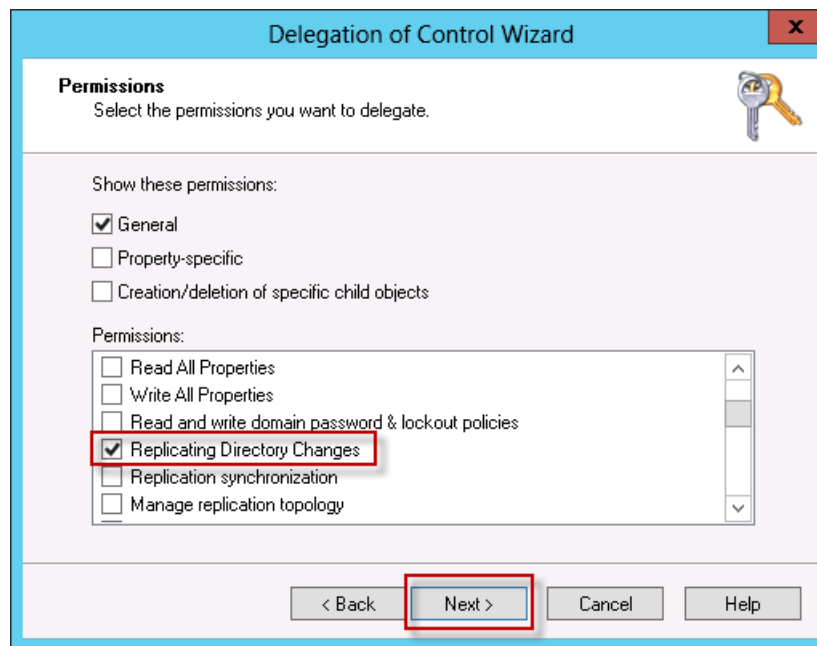 Delegation of Control Wizard
x
Permissions
Select the permissions you want to delegate.
Show these permissions:
General
Property-specific
Creation/deletion of specific child objects
Permissions:
Read All Properties
Write All Properties
Read and write domain password & lockout policies
Replicating Directory Changes
Replication synchronization
Manage replication topology
< Back
Next >
Cancel
Help